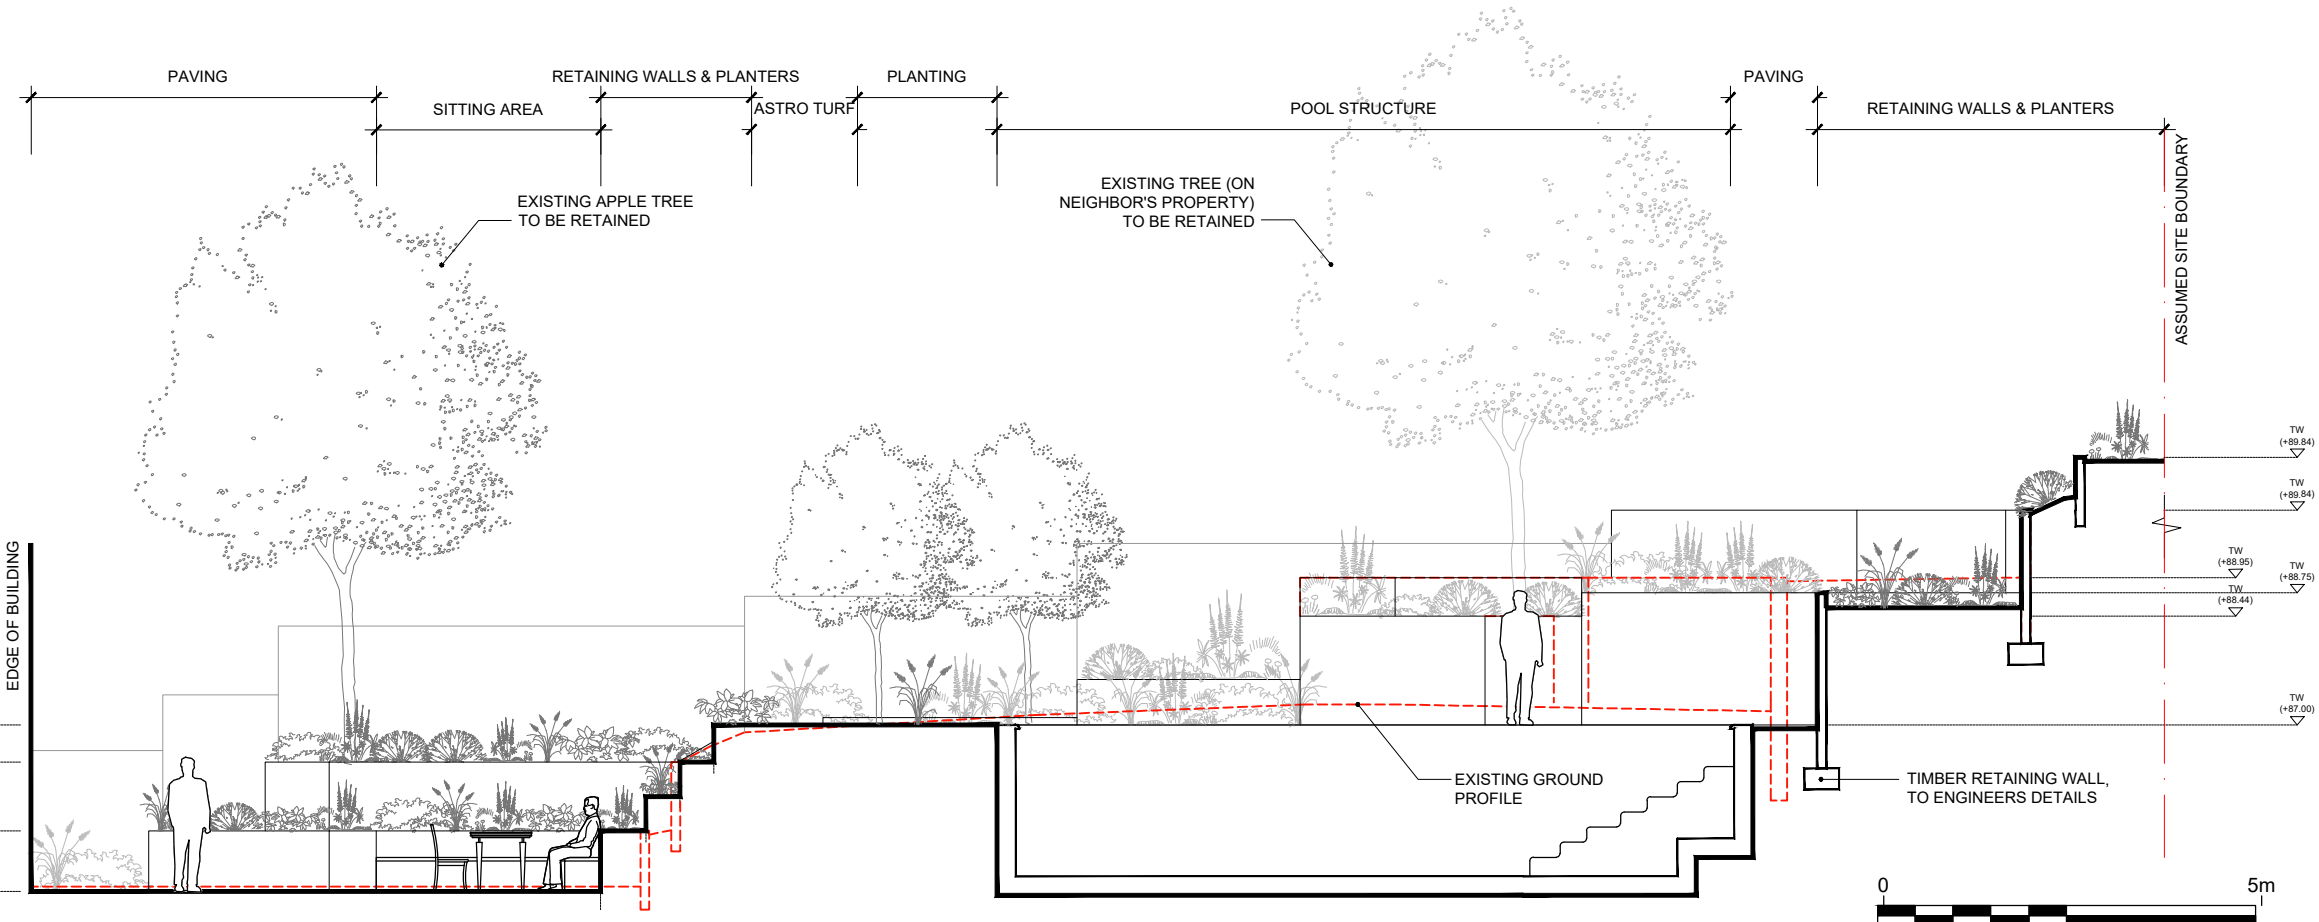 PAVING
RETAINING WALLS & PLANTERS
PLANTING
PAVING
SITTING AREA
ASTRO TURF
POOL STRUCTURE
RETAINING WALLS & PLANTERS
ASSUMED SITE BOUNDARY
EXISTING APPLE TREE
TO BE RETAINED
EXISTING TREE (ON
NEIGHBOR'S PROPERTY)
TO BE RETAINED
TW
(+89.84)
TW
(+89.84)
EDGE OF BUILDING
TW
(+88.95)
TW
(+88.75)
TW
(+88.44)
TW
(+87.00)
EXISTING GROUND
PROFILE
TIMBER RETAINING WALL,
TO ENGINEERS DETAILS
0 5m